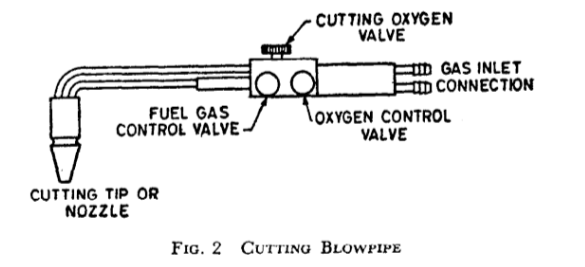 CUTTING OXYGEN
VALVE
GAS INLET
CONNECTION
FUEL GAS
CONTROL VALVE
OXYGEN CONTROL
VALVE
CUTTING TIP OR
NOZZLE
FIG. 2 CUTTING BLOWPIPE